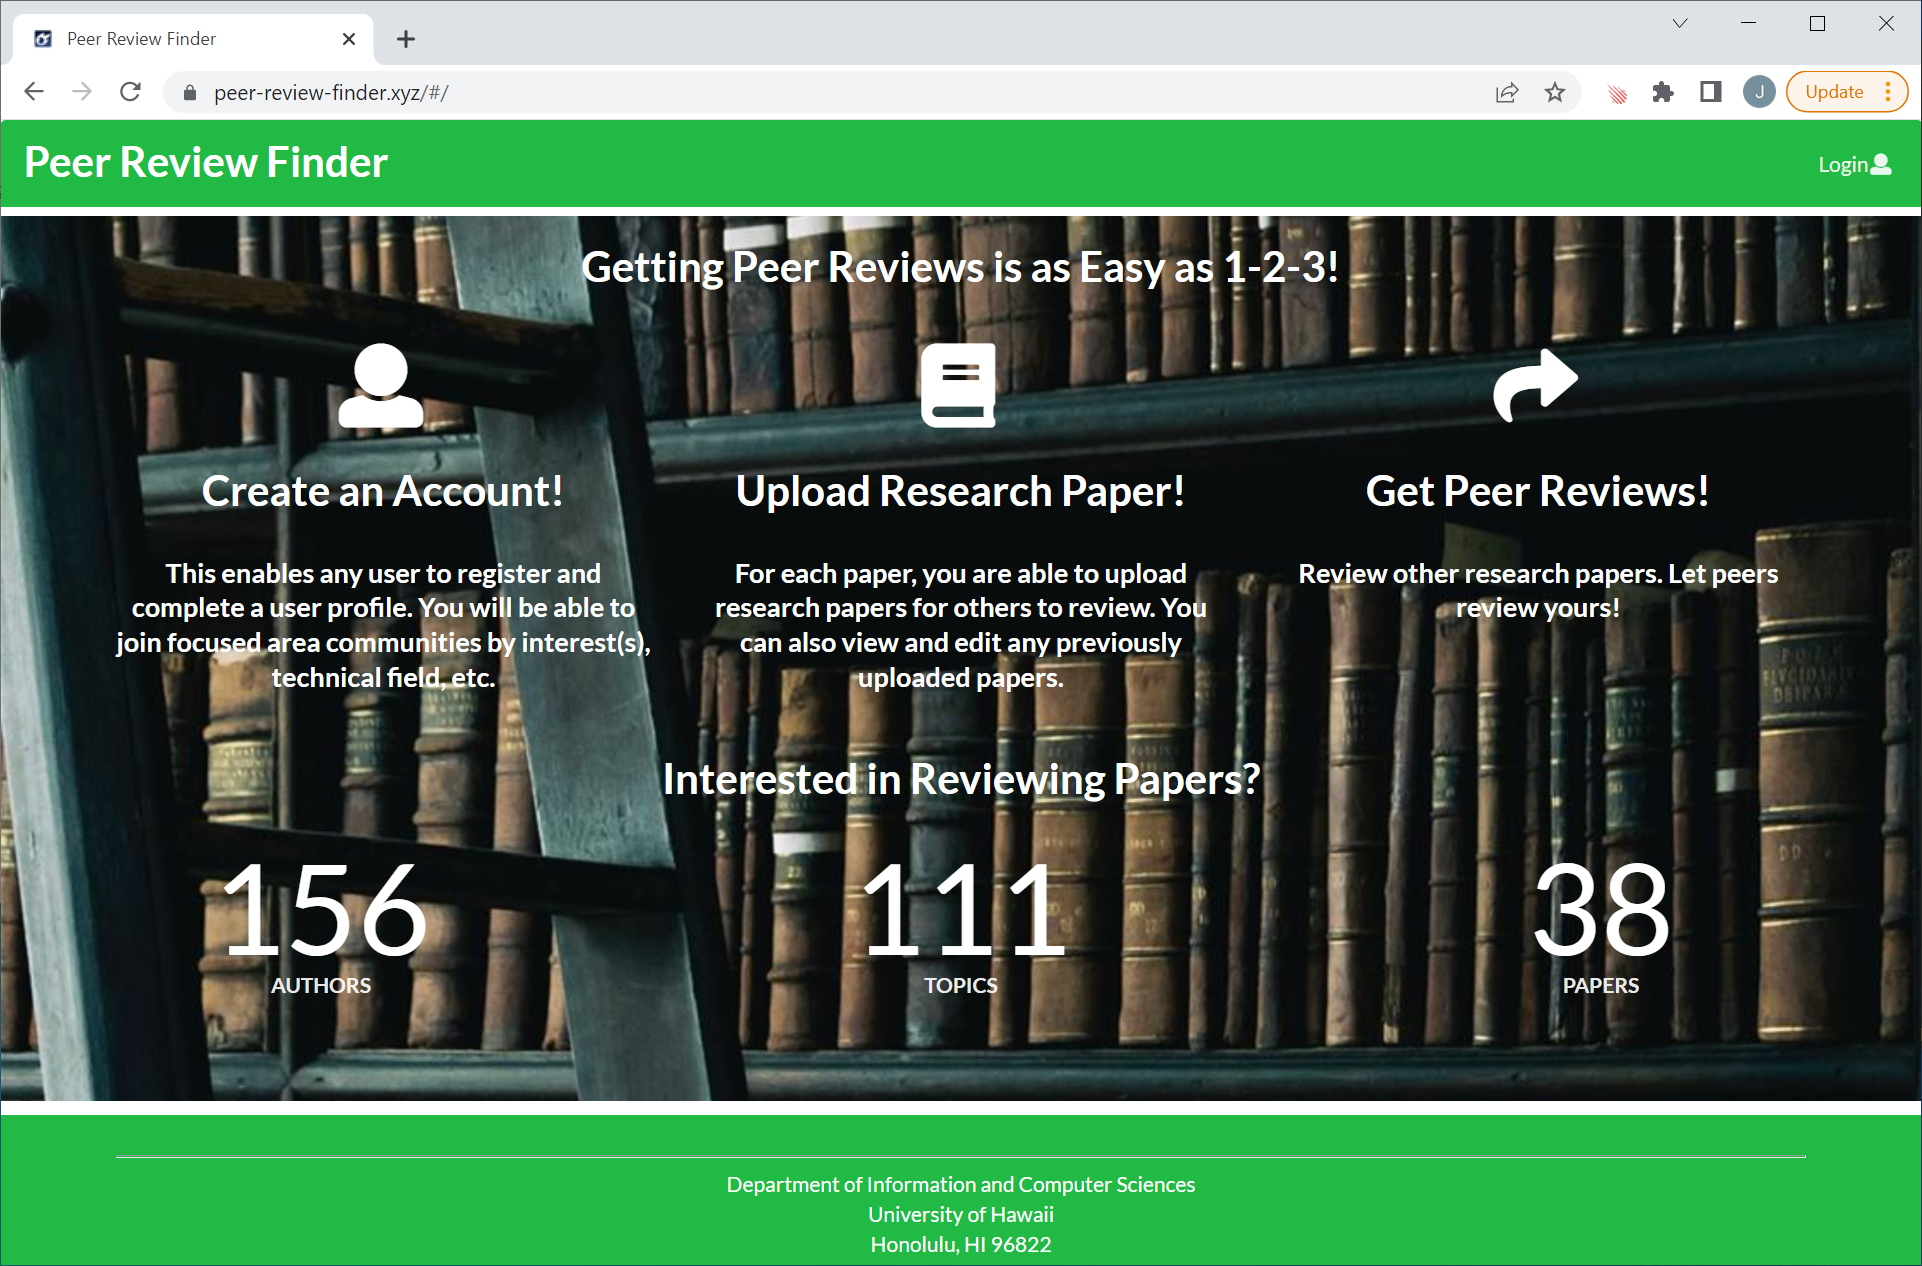 Peer Review Finder
peer-review-finder.xyz/#/
J
Update
Peer Review Finder
Login
Getting Peer Reviews is as Easy as 1-2-3!
Create an Account!
This enables any user to register and
complete a user profile. You will be able to
join focused area communities by interest(s),
technical field, etc.
Upload Research Paper!
For each paper, you are able to upload
research papers for others to review. You
can also view and edit any previously
uploaded papers.
Get Peer Reviews!
Review other research papers. Let peers
review yours!
Interested in Reviewing Papers?
156
AUTHORS
111
TOPICS
38
PAPERS
Department of Information and Computer Sciences
University of Hawaii
Honolulu, HI 96822